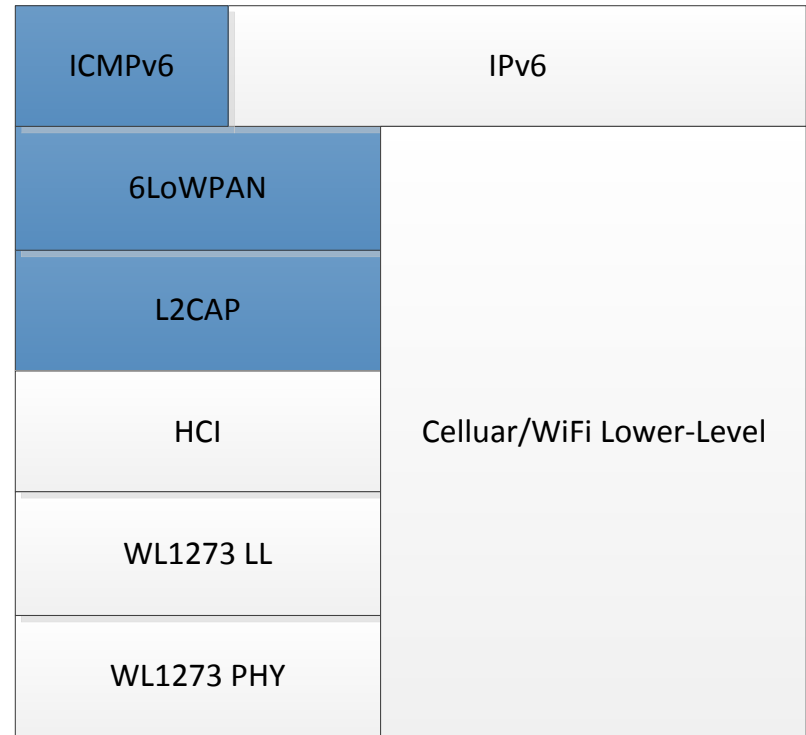 ICMPv6
IPv6
6LoWPAN
L2CAP
HCI
Celluar/WiFi Lower-Level
WL1273 LL
WL1273 PHY